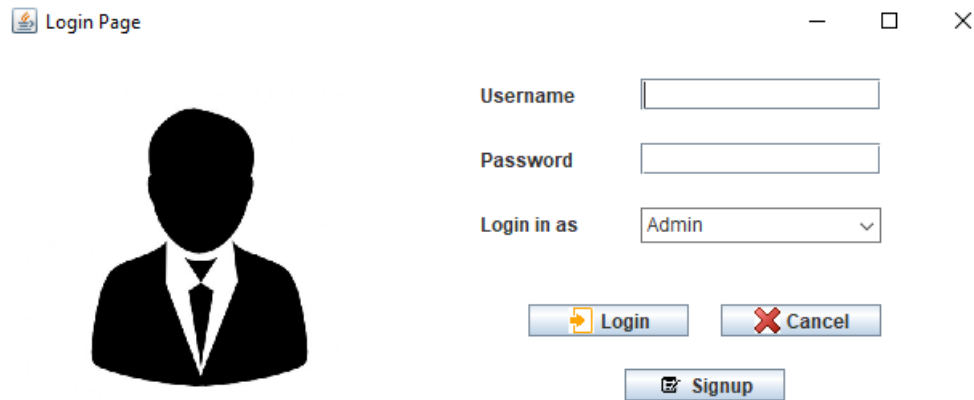 Login Page
Username
Password
Login in as Admin
Login Cancel
Signup